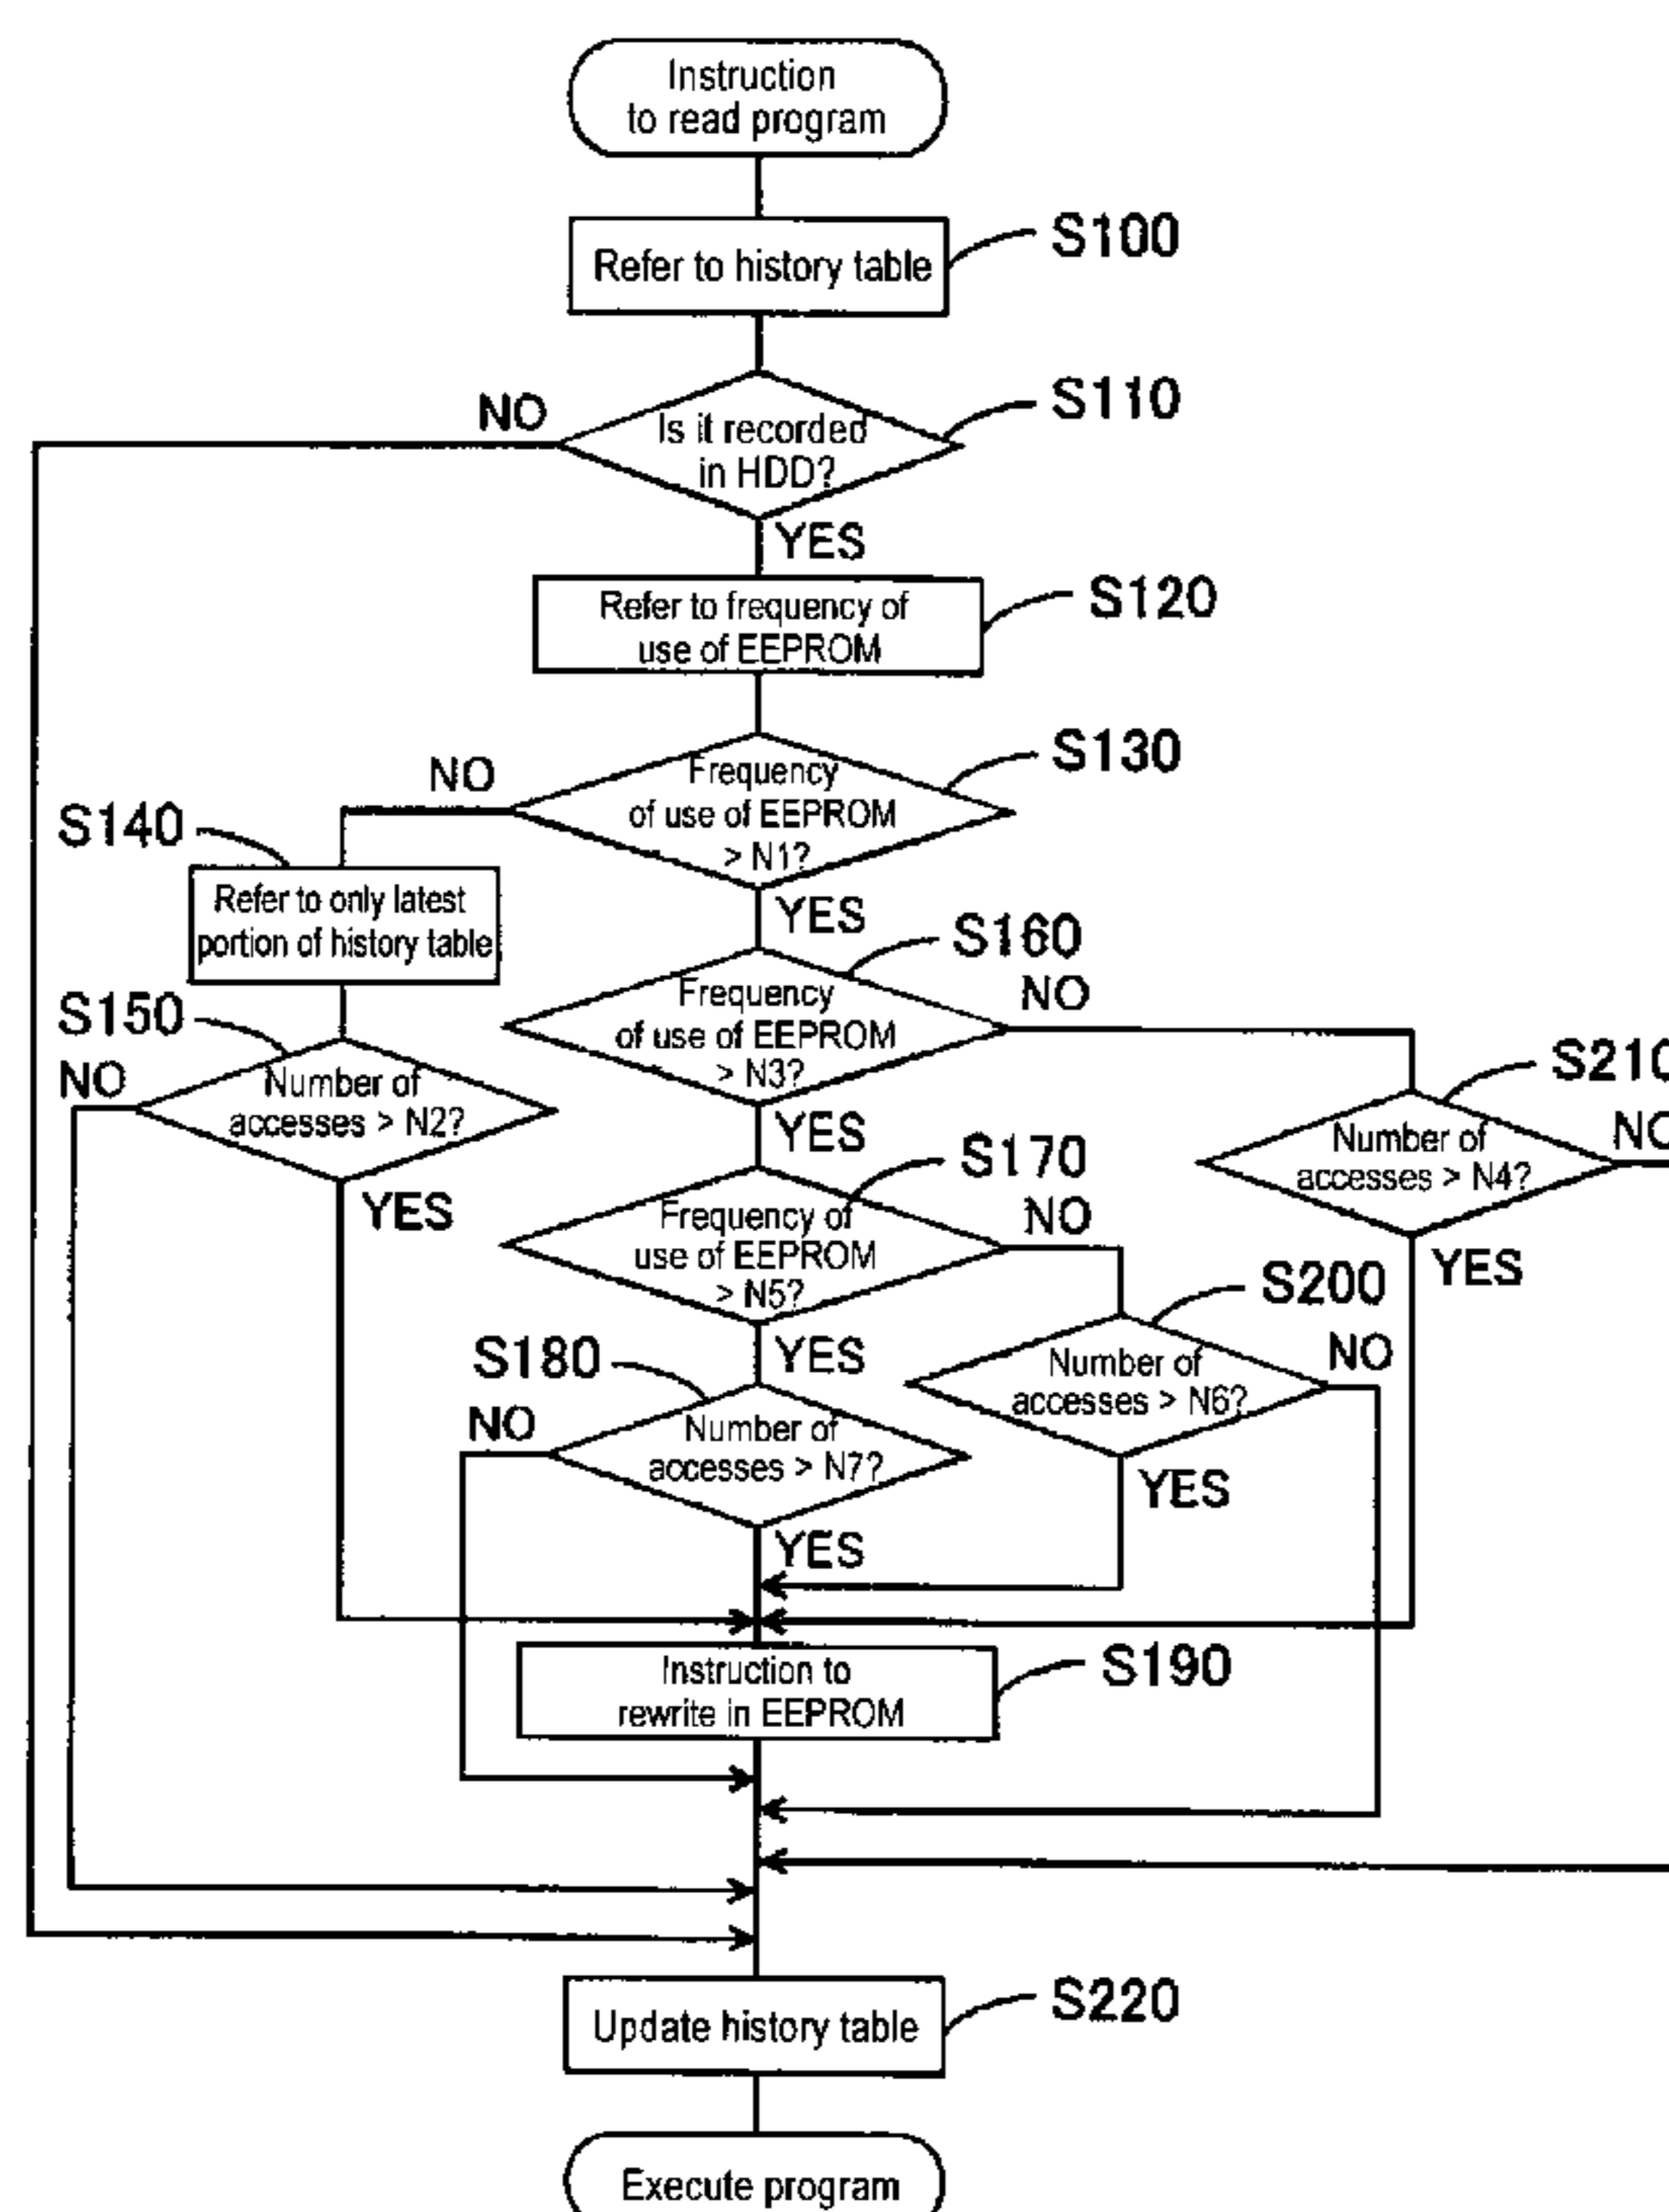 Instruction
to read program
Refer to history table
S100
Is it recorded
in HDD?
S110
NO
YES
Refer to frequency of
use of EEPROM
S120
Frequency
of use of EEPROM
> N1?
S130
NO
YES
S140
Refer to only latest
portion of history table
S150
Number of
accesses > N2?
NO
YES
Frequency
of use of EEPROM
> N3?
S160
NO
YES
S210
Number of
accesses > N4?
NO
YES
Frequency of
use of EEPROM
> N5?
S170
NO
YES
S200
Number of
accesses > N6?
NO
YES
S180
Number of
accesses > N7?
NO
YES
Instruction to
rewrite in EEPROM
S190
Update history table
S220
Execute program